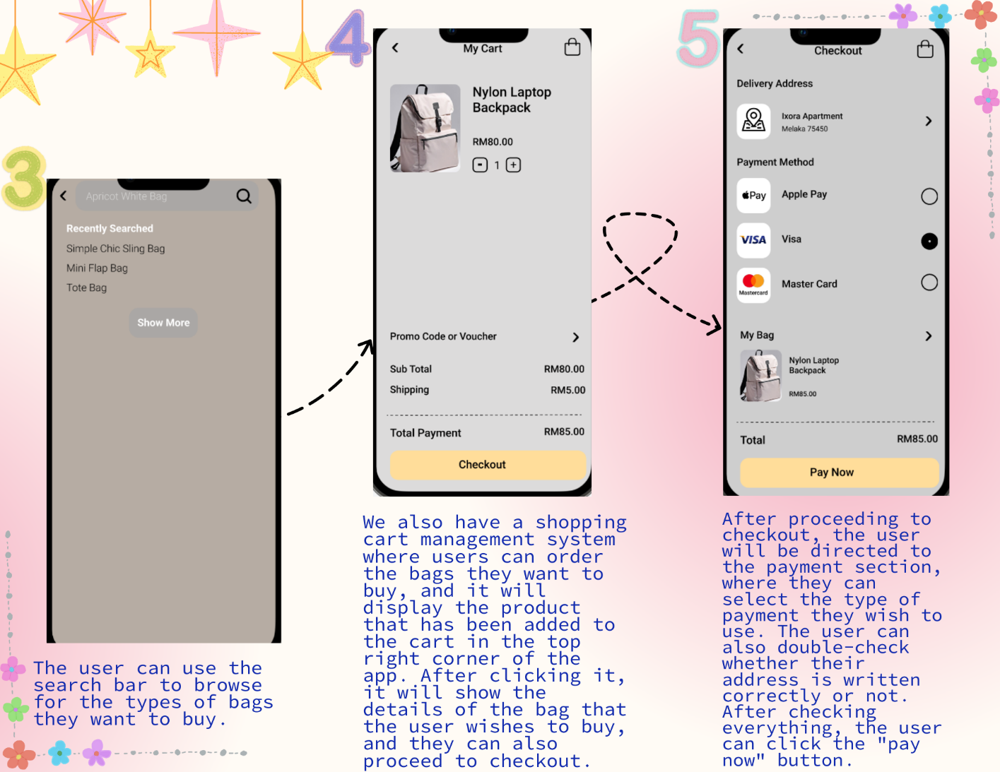 3
Apricot White Bag
Recently Searched
Simple Chic Sling Bag
Mini Flap Bag
Tote Bag
Show More
The user can use the
search bar to browse
for the types of bags
they want to buy.
4
My Cart
Nylon Laptop
Backpack
RM80.00
- 1 +
Promo Code or Voucher
Sub Total RM80.00
Shipping RM5.00
Total Payment RM85.00
Checkout
We also have a shopping
cart management system
where users can order
the bags they want to
buy, and it will
display the product
that has been added to
the cart in the top
right corner of the
app. After clicking it,
it will show the
details of the bag that
the user wishes to buy,
and they can also
proceed to checkout.
5
Checkout
Delivery Address
Ixora Apartment
Melaka 75450
Payment Method
Pay Apple Pay
VISA Visa
Mastercard Master Card
My Bag
Nylon Laptop
Backpack
RM85.00
Total RM85.00
Pay Now
After proceeding to
checkout, the user
will be directed to
the payment section,
where they can
select the type of
payment they wish to
use. The user can
also double-check
whether their
address is written
correctly or not.
After checking
everything, the user
can click the "pay
now" button.